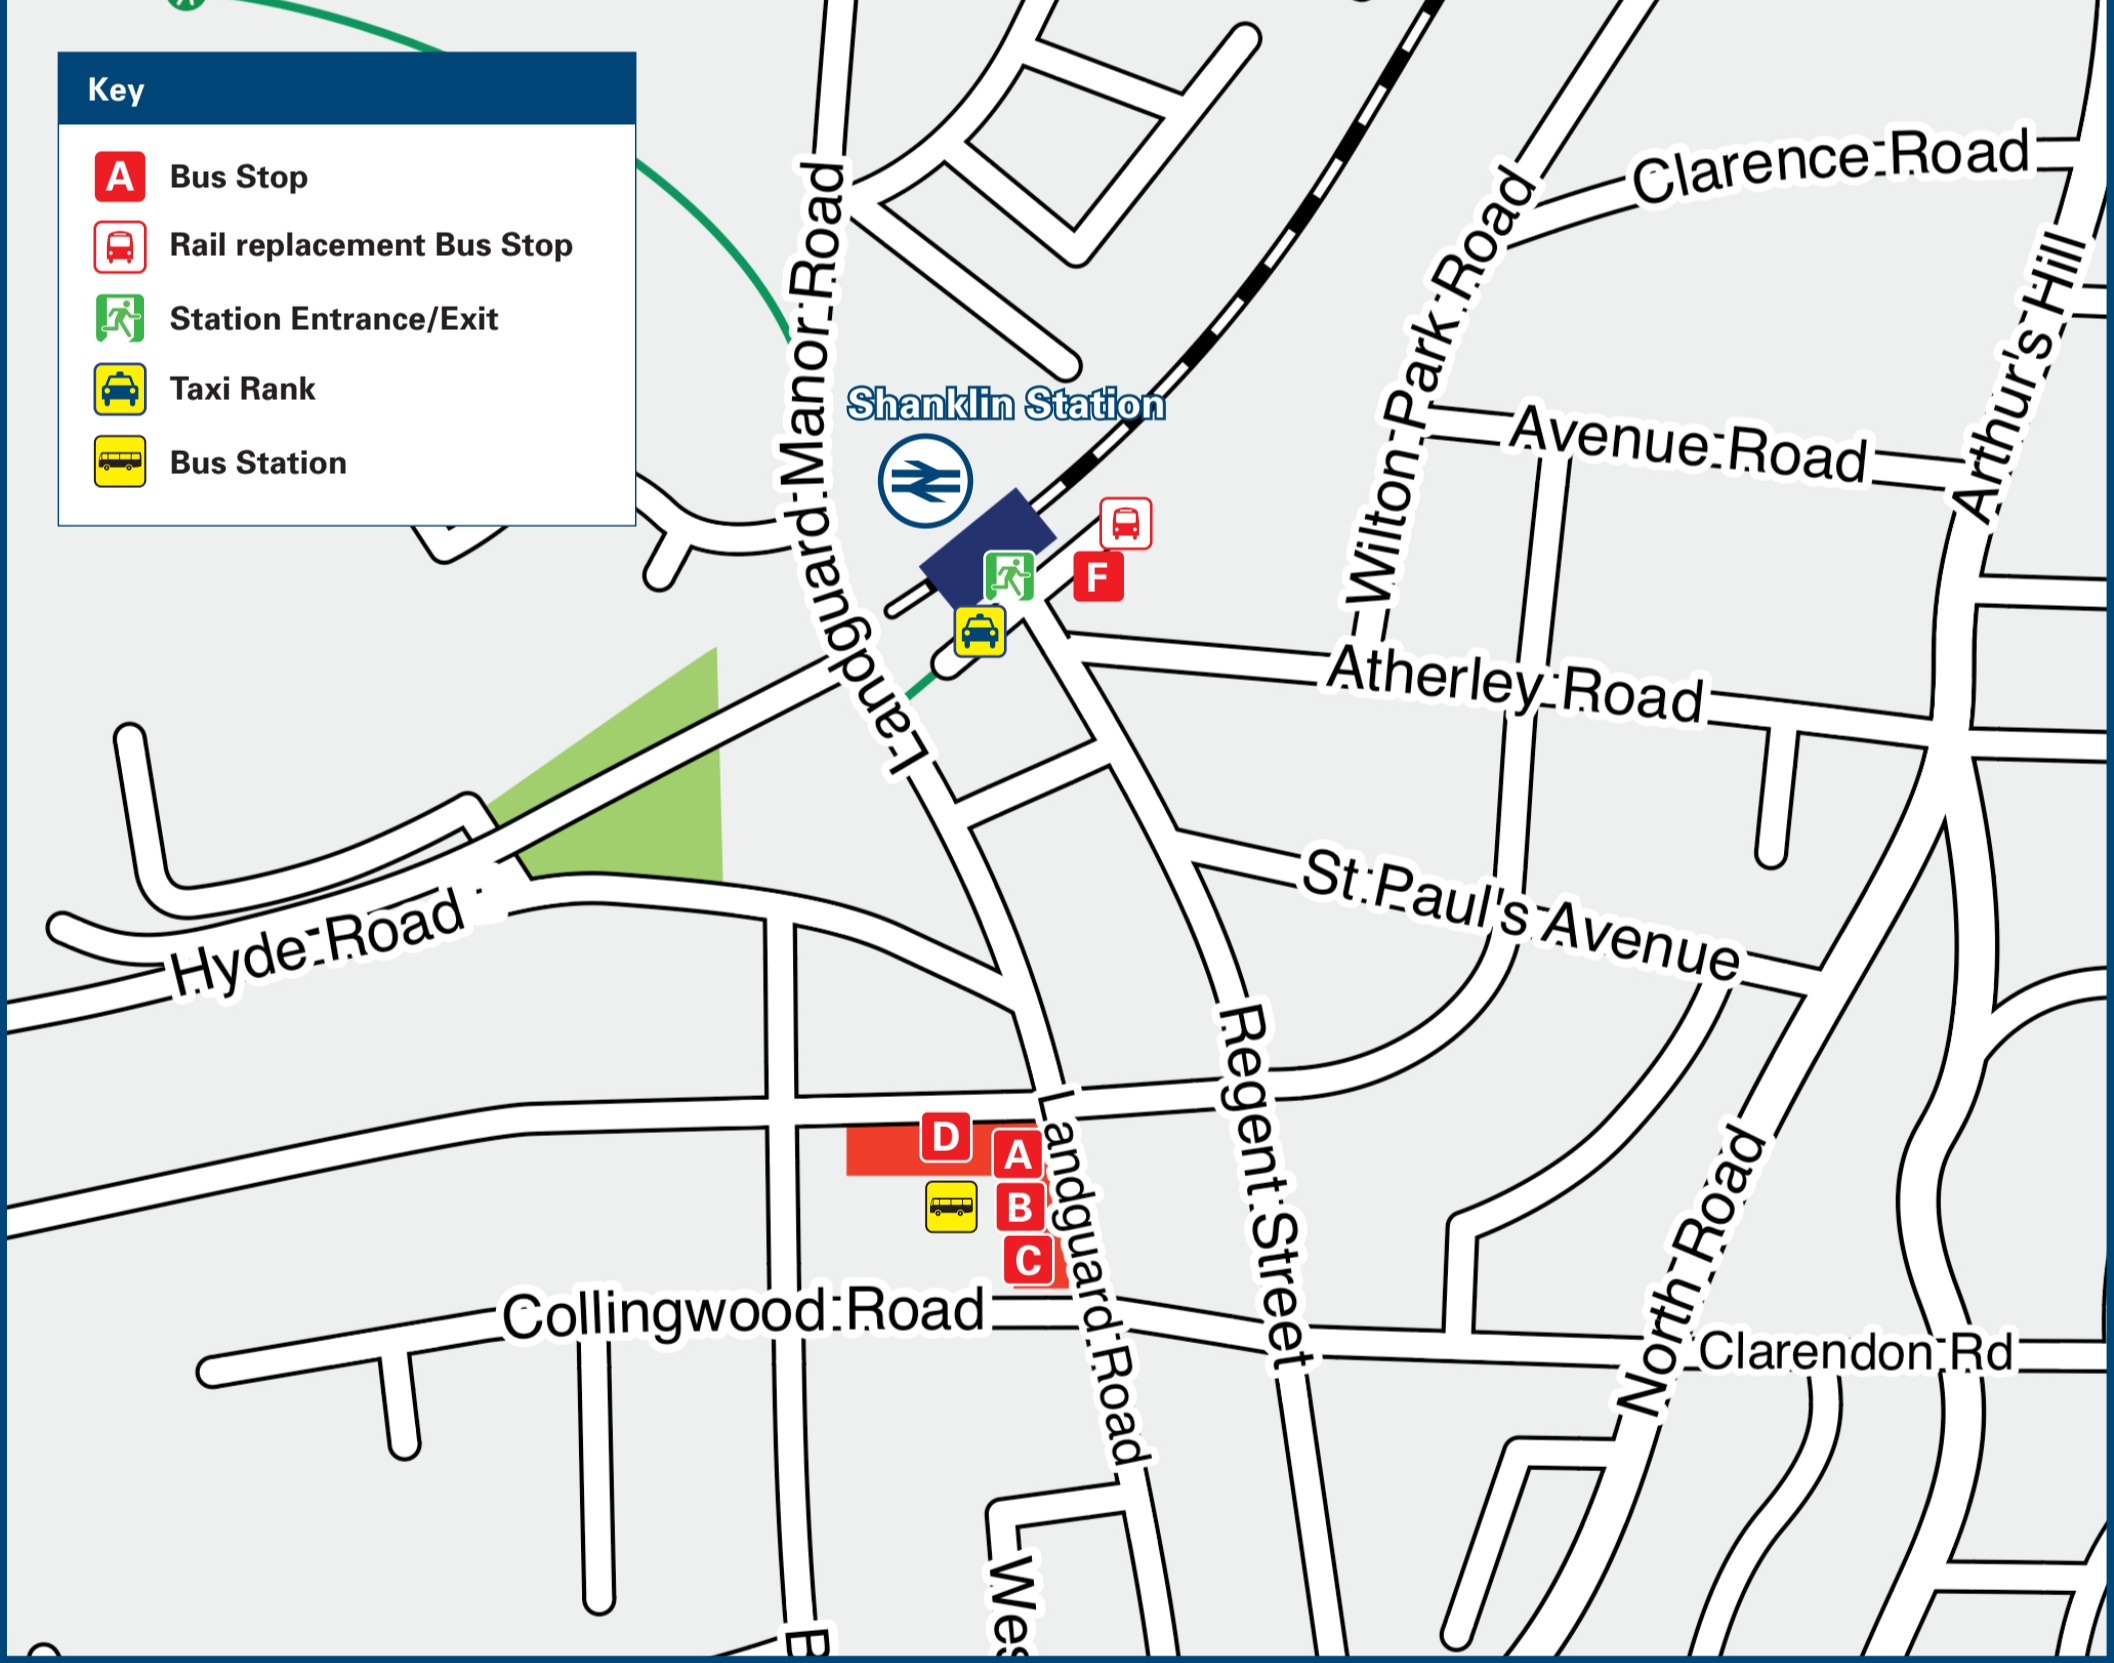 Key
A Bus Stop
Rail replacement Bus Stop
Station Entrance/Exit
Taxi Rank
Bus Station
Clarence Road
Landguard Manor Road
Wilton Park Road
Arthur's Hill
Shanklin Station
Avenue Road
F
Atherley Road
St Paul's Avenue
Hyde Road
Regent Street
D
A
B
C
Landguard Road
North Road
Collingwood Road
Clarendon Rd
Wes
B